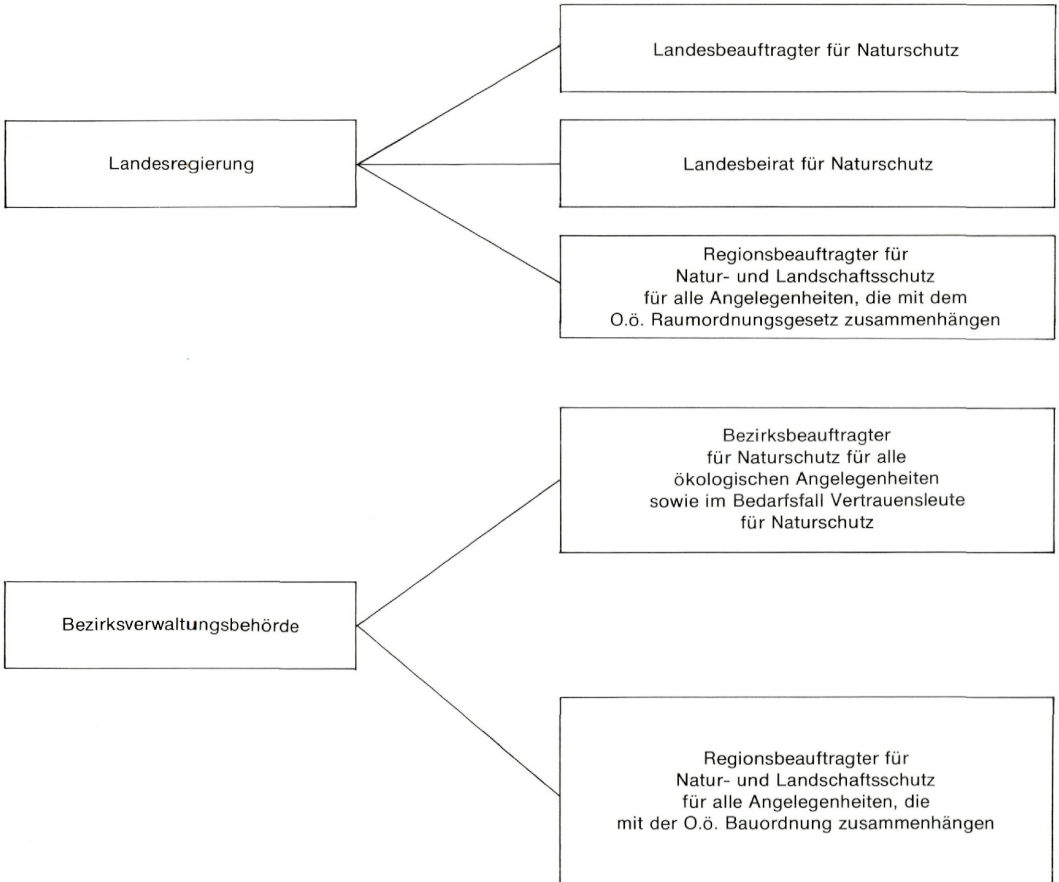 Landesbeauftragter für Naturschutz
Landesregierung
Landesbeirat für Naturschutz
Regionsbeauftragter für
Natur- und Landschaftsschutz
für alle Angelegenheiten, die mit dem
O.ö. Raumordnungsgesetz zusammenhängen
Bezirksbeauftragter
für Naturschutz für alle
ökologischen Angelegenheiten
sowie im Bedarfsfall Vertrauensleute
für Naturschutz
Bezirksverwaltungsbehörde
Regionsbeauftragter für
Natur- und Landschaftsschutz
für alle Angelegenheiten, die
mit der O.ö. Bauordnung zusammenhängen